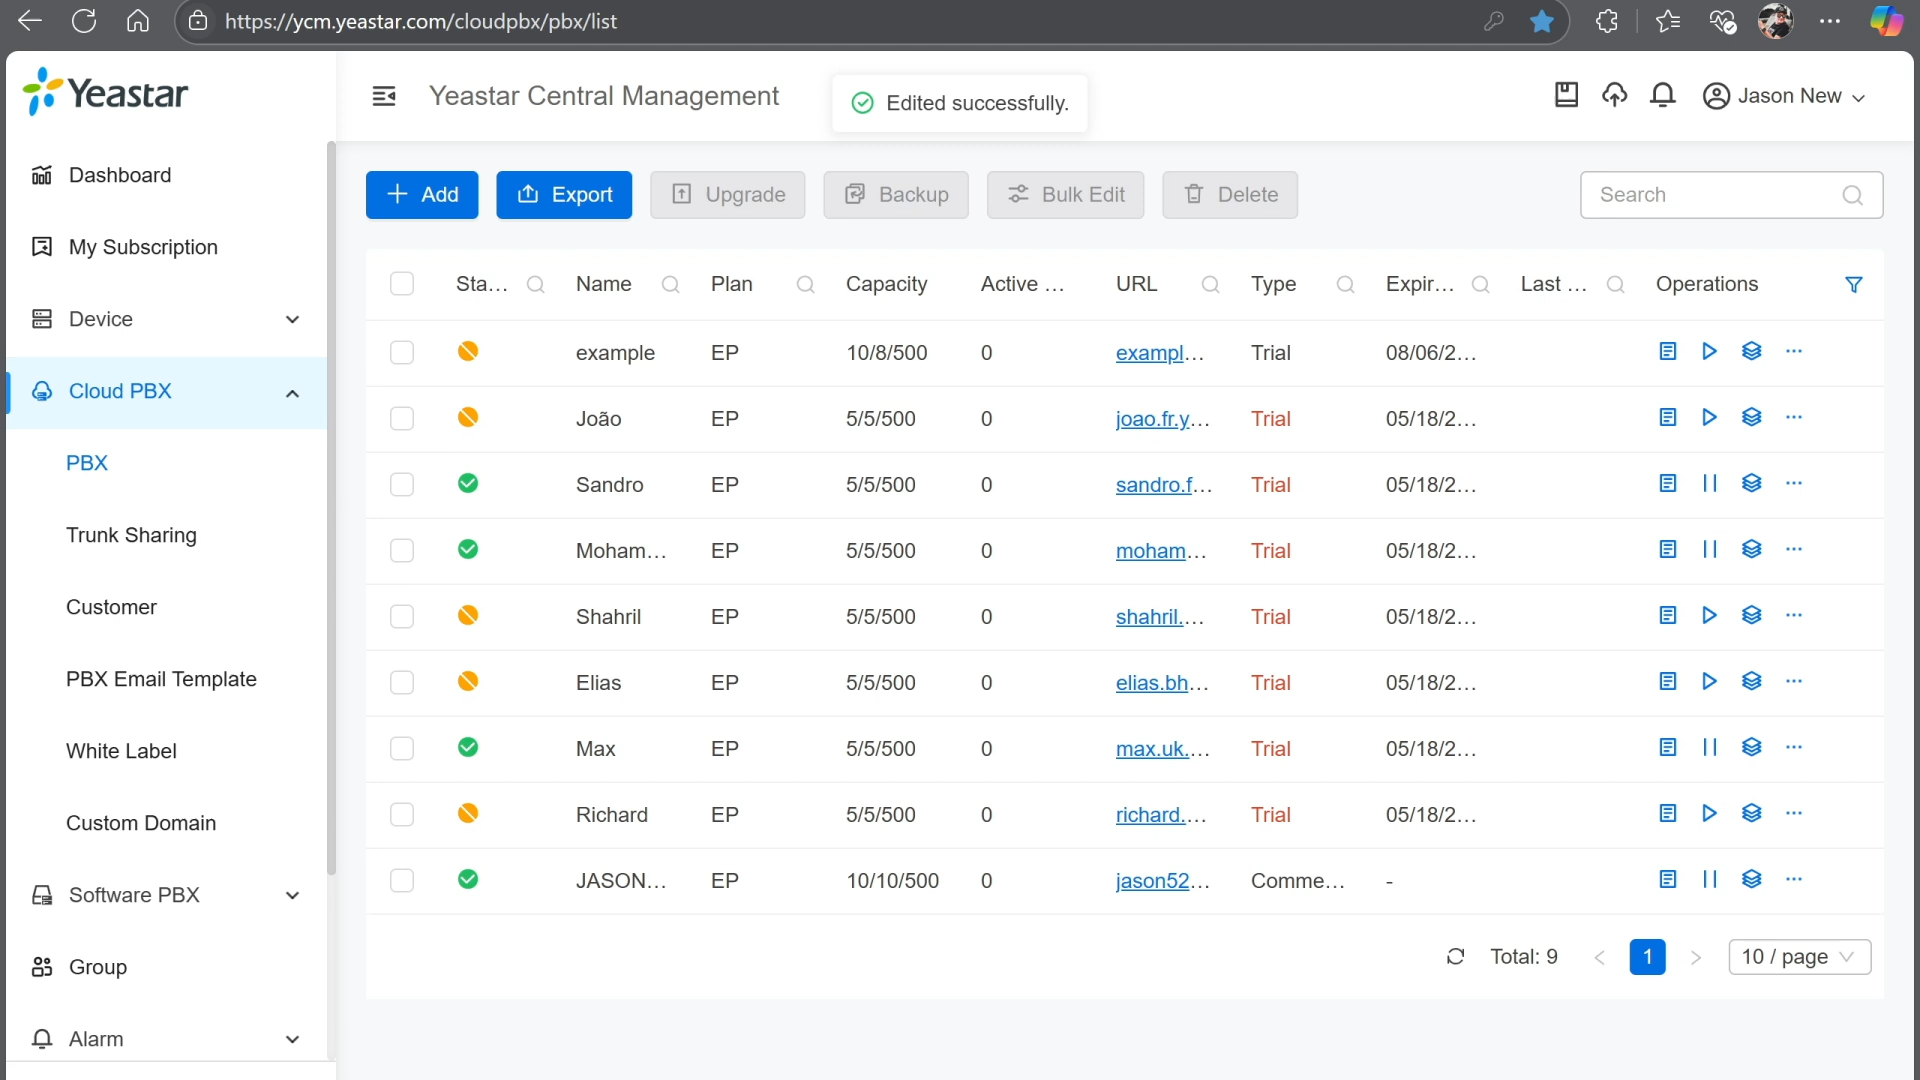 https://ycm.yeastar.com/cloudpbx/pbx/list
Yeastar
Yeastar Central Management
Edited successfully.
Jason New
Dashboard
My Subscription
Device
Cloud PBX
PBX
Trunk Sharing
Customer
PBX Email Template
White Label
Custom Domain
Software PBX
Group
Alarm
Add Export Upgrade Backup Bulk Edit Delete Search
Sta... Name Plan Capacity Active ... URL Type Expir... Last ... Operations
example EP 10/8/500 0 exampl... Trial 08/06/2...
João EP 5/5/500 0 joao.fr.y... Trial 05/18/2...
Sandro EP 5/5/500 0 sandro.f... Trial 05/18/2...
Moham... EP 5/5/500 0 moham... Trial 05/18/2...
Shahril EP 5/5/500 0 shahril.... Trial 05/18/2...
Elias EP 5/5/500 0 elias.bh... Trial 05/18/2...
Max EP 5/5/500 0 max.uk.... Trial 05/18/2...
Richard EP 5/5/500 0 richard.... Trial 05/18/2...
JASON... EP 10/10/500 0 jason52... Comme... -
Total: 9 < 1 > 10 / page